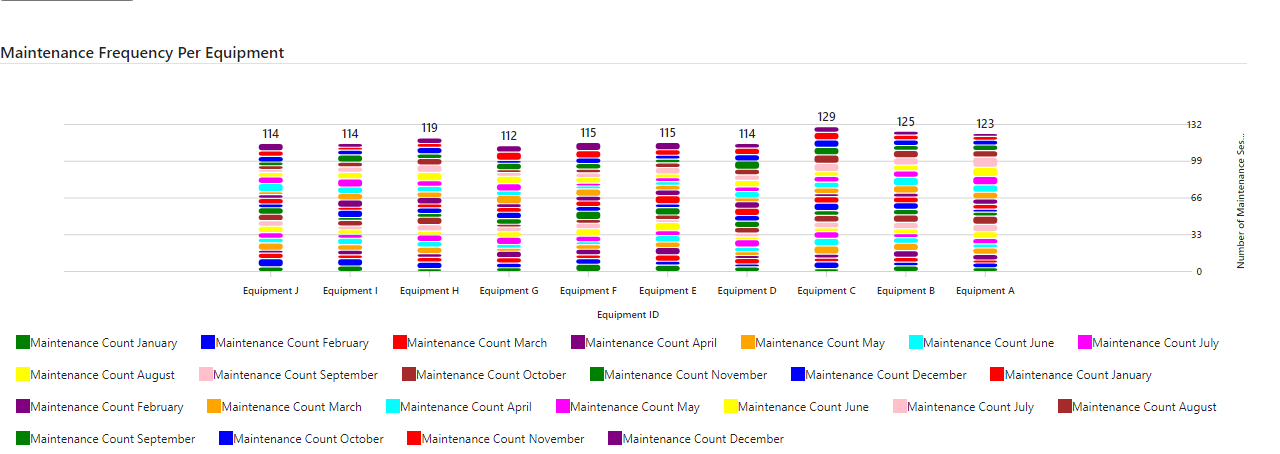 Maintenance Frequency Per Equipment
114 114 119 112 115 115 114 129 125 123
132
99
66
33
0
Number of Maintenance Ses...
Equipment J Equipment I Equipment H Equipment G Equipment F Equipment E Equipment D Equipment C Equipment B Equipment A
Equipment ID
Maintenance Count January Maintenance Count February Maintenance Count March Maintenance Count April Maintenance Count May Maintenance Count June Maintenance Count July
Maintenance Count August Maintenance Count September Maintenance Count October Maintenance Count November Maintenance Count December Maintenance Count January
Maintenance Count February Maintenance Count March Maintenance Count April Maintenance Count May Maintenance Count June Maintenance Count July Maintenance Count August
Maintenance Count September Maintenance Count October Maintenance Count November Maintenance Count December